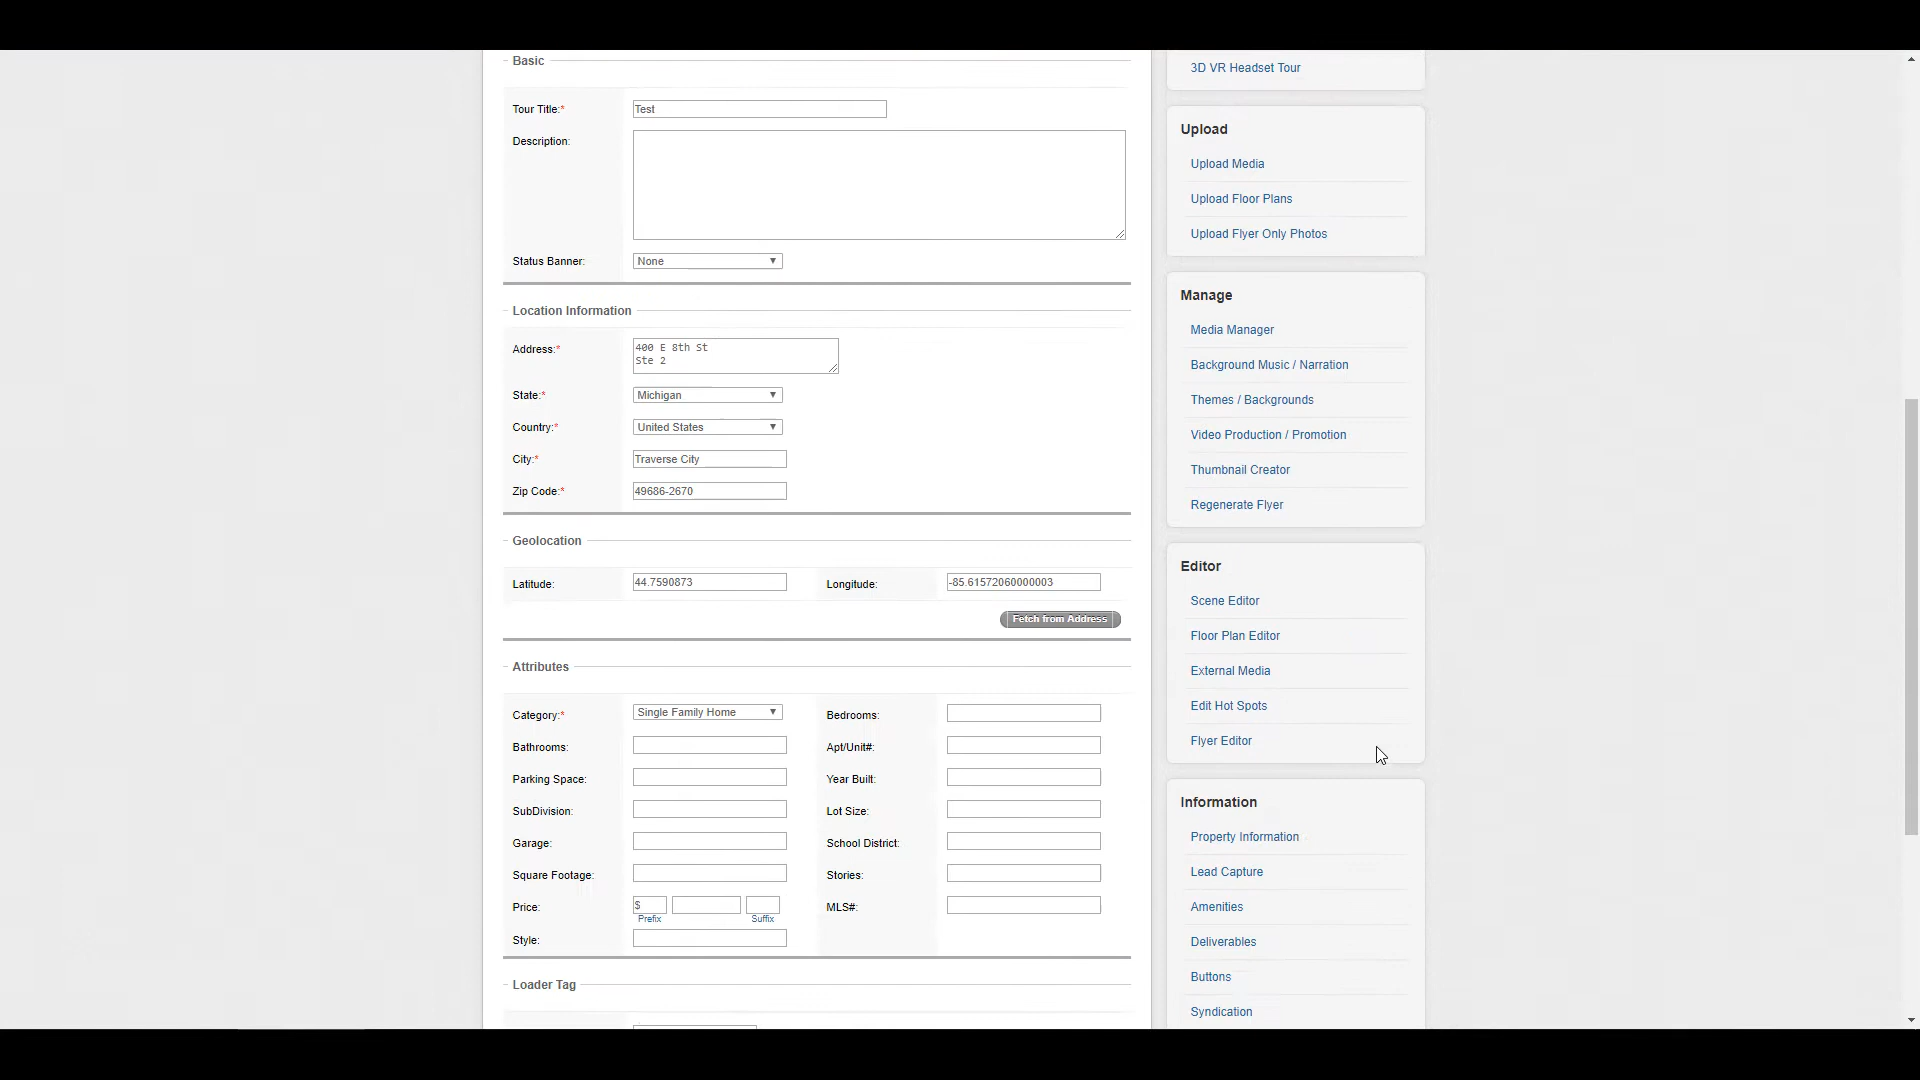 Basic
Tour Title:* Test
Description:
Status Banner: None
Location Information
Address:* 400 E 8th St
Ste 2
State:* Michigan
Country:* United States
City:* Traverse City
Zip Code:* 49686-2670
Geolocation
Latitude: 44.7590873 Longitude: -85.61572060000003
Fetch from Address
Attributes
Category:* Single Family Home Bedrooms:
Bathrooms: Apt/Unit#:
Parking Space: Year Built:
SubDivision: Lot Size:
Garage: School District:
Square Footage: Stories:
Price: $ MLS#:
Prefix Suffix
Style:
Loader Tag
3D VR Headset Tour
Upload
Upload Media
Upload Floor Plans
Upload Flyer Only Photos
Manage
Media Manager
Background Music / Narration
Themes / Backgrounds
Video Production / Promotion
Thumbnail Creator
Regenerate Flyer
Editor
Scene Editor
Floor Plan Editor
External Media
Edit Hot Spots
Flyer Editor
Information
Property Information
Lead Capture
Amenities
Deliverables
Buttons
Syndication